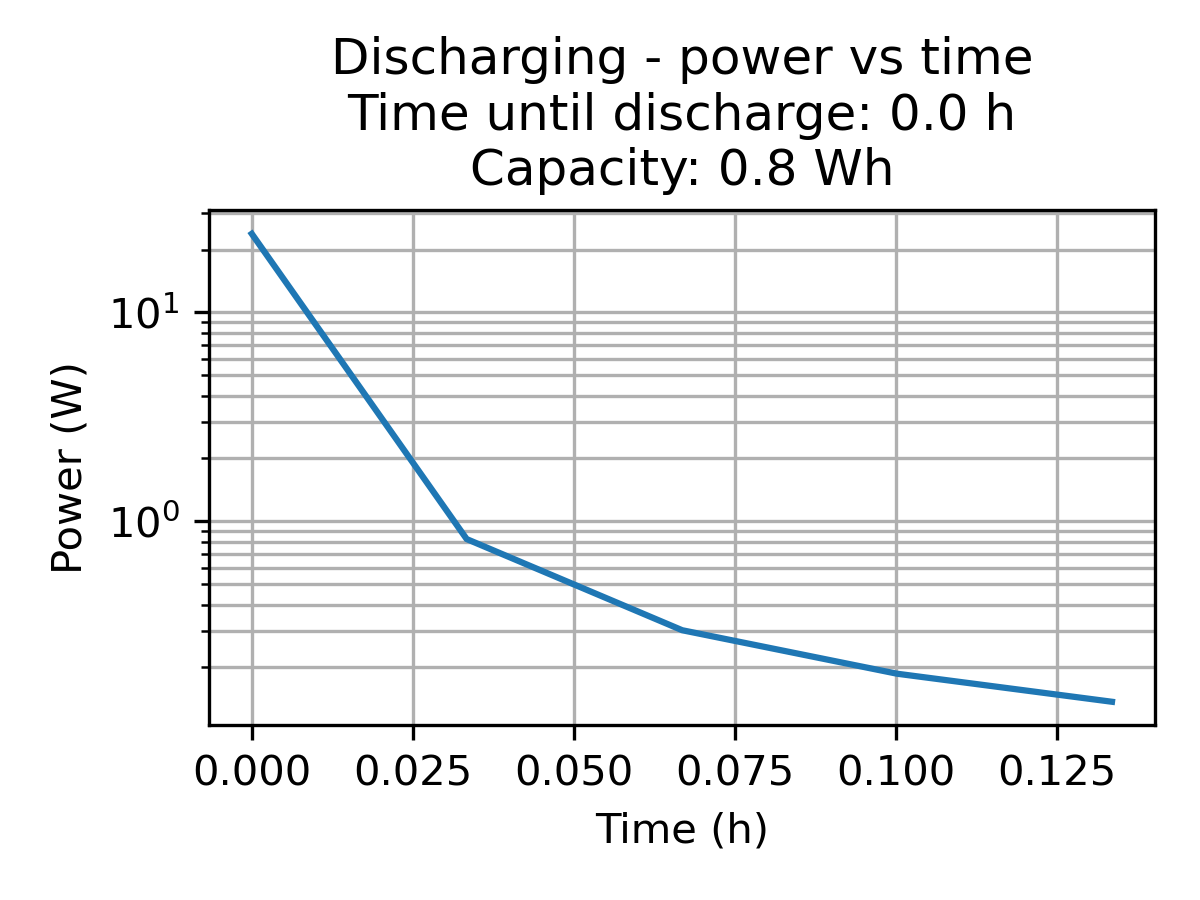 Discharging - power vs time
Time until discharge: 0.0 h
Capacity: 0.8 Wh
10¹
10⁰
Power (W)
0.000 0.025 0.050 0.075 0.100 0.125
Time (h)